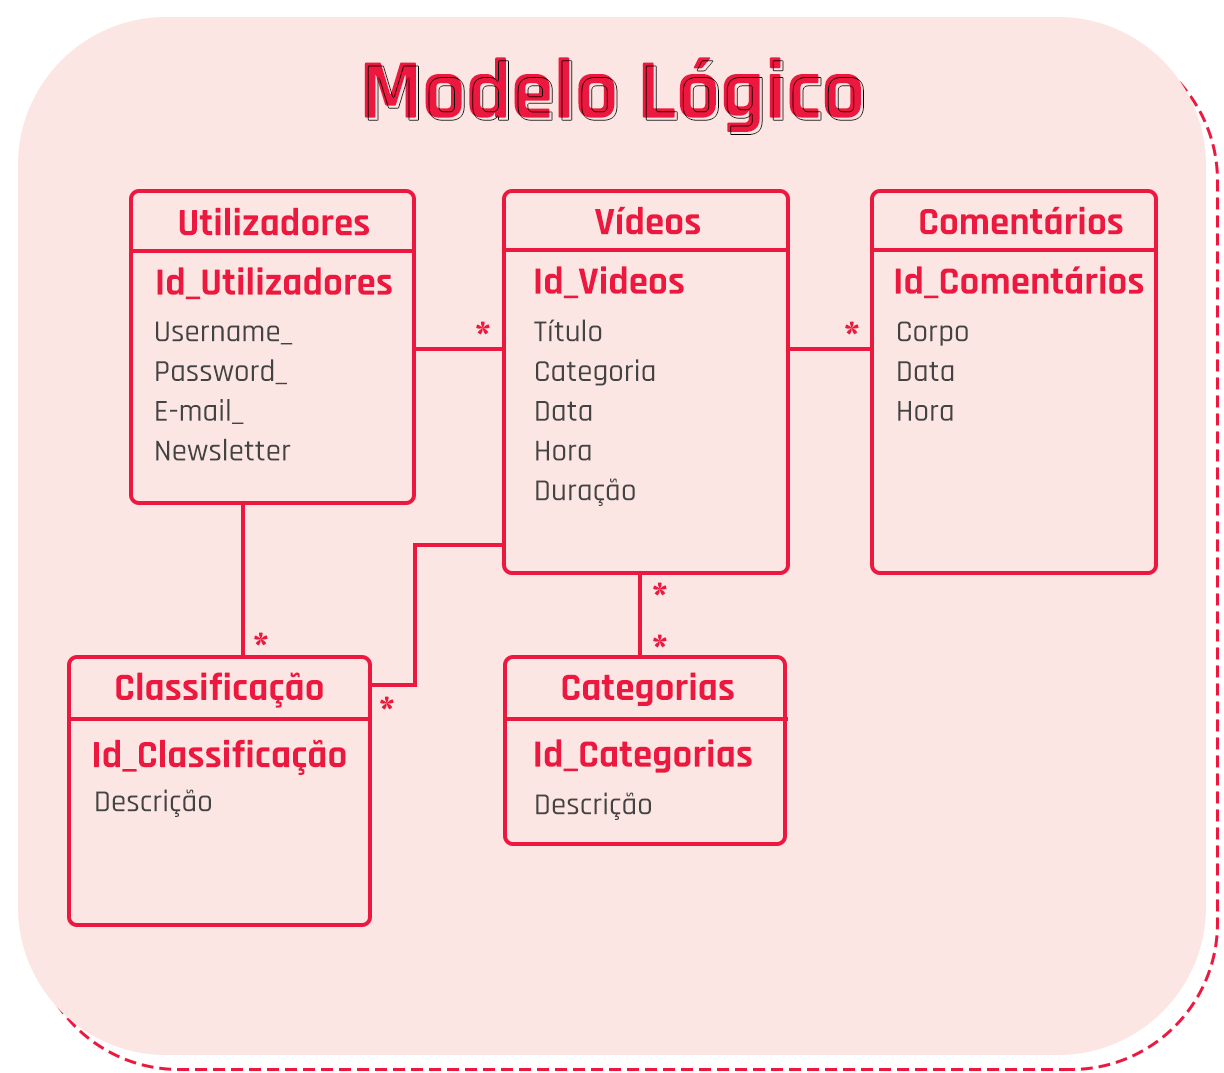 Modelo Lógico
Utilizadores
Id_Utilizadores
Username_
Password_
E-mail_
Newsletter
*
Vídeos
Id_Videos
Título
Categoria
Data
Hora
Duração
*
Comentários
Id_Comentários
Corpo
Data
Hora
*
*
*
*
Classificação
Id_Classificação
Descrição
Categorias
Id_Categorias
Descrição